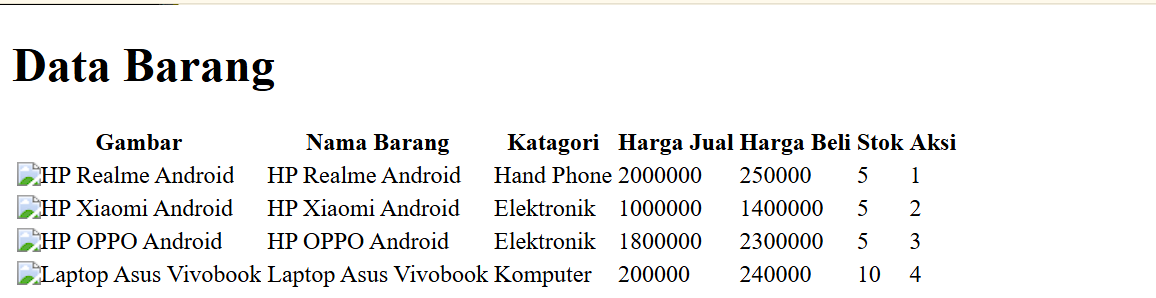 Data Barang
Gambar Nama Barang Katagori Harga Jual Harga Beli Stok Aksi
HP Realme Android HP Realme Android Hand Phone 2000000 250000 5 1
HP Xiaomi Android HP Xiaomi Android Elektronik 1000000 1400000 5 2
HP OPPO Android HP OPPO Android Elektronik 1800000 2300000 5 3
Laptop Asus Vivobook Laptop Asus Vivobook Komputer 200000 240000 10 4